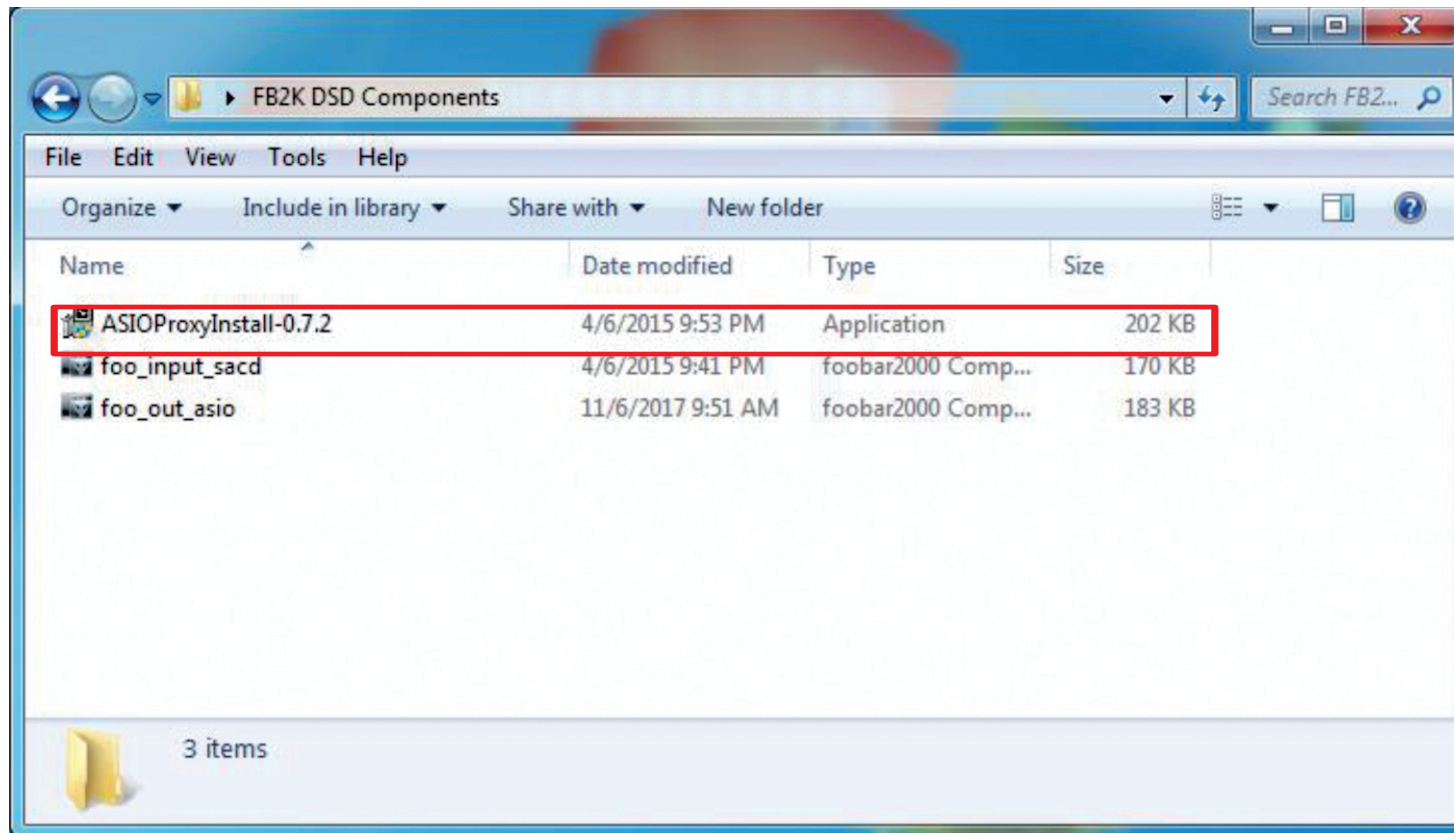 FB2K DSD Components
Search FB2...
File Edit View Tools Help
Organize Include in library Share with New folder
Name Date modified Type Size
ASIOProxyInstall-0.7.2 4/6/2015 9:53 PM Application 202 KB
foo_input_sacd 4/6/2015 9:41 PM foobar2000 Comp... 170 KB
foo_out_asio 11/6/2017 9:51 AM foobar2000 Comp... 183 KB
3 items